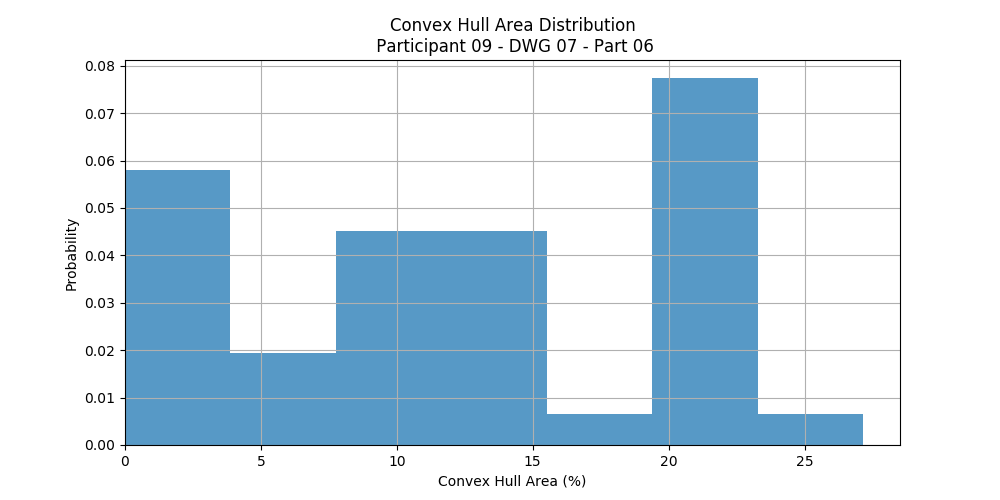 Convex Hull Area Distribution
Participant 09 - DWG 07 - Part 06
0.08
0.07
0.06
0.05
0.04
0.03
0.02
0.01
0.00
Probability
0 5 10 15 20 25
Convex Hull Area (%)